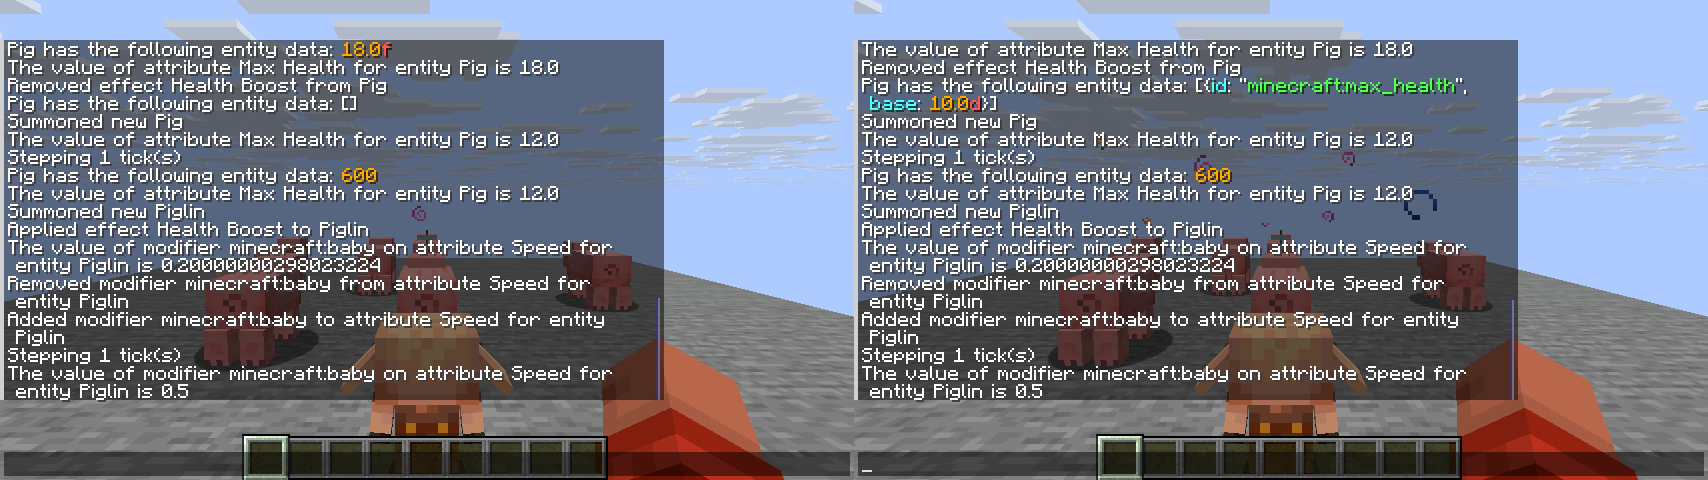 Pig has the following entity data: 18.0f
The value of attribute Max Health for entity Pig is 18.0
Removed effect Health Boost from Pig
Pig has the following entity data: []
Summoned new Pig
The value of attribute Max Health for entity Pig is 12.0
Stepping 1 tick(s)
Pig has the following entity data: 600
The value of attribute Max Health for entity Pig is 12.0
Summoned new Piglin
Applied effect Health Boost to Piglin
The value of modifier minecraft:baby on attribute Speed for
entity Piglin is 0.20000000298023224
Removed modifier minecraft:baby from attribute Speed for
entity Piglin
Added modifier minecraft:baby to attribute Speed for entity
Piglin
Stepping 1 tick(s)
The value of modifier minecraft:baby on attribute Speed for
entity Piglin is 0.5
The value of attribute Max Health for entity Pig is 18.0
Removed effect Health Boost from Pig
Pig has the following entity data: [{id: "minecraft:max_health",
base: 10.0d}]
Summoned new Pig
The value of attribute Max Health for entity Pig is 12.0
Stepping 1 tick(s)
Pig has the following entity data: 600
The value of attribute Max Health for entity Pig is 12.0
Summoned new Piglin
Applied effect Health Boost to Piglin
The value of modifier minecraft:baby on attribute Speed for
entity Piglin is 0.20000000298023224
Removed modifier minecraft:baby from attribute Speed for
entity Piglin
Added modifier minecraft:baby to attribute Speed for entity
Piglin
Stepping 1 tick(s)
The value of modifier minecraft:baby on attribute Speed for
entity Piglin is 0.5
_